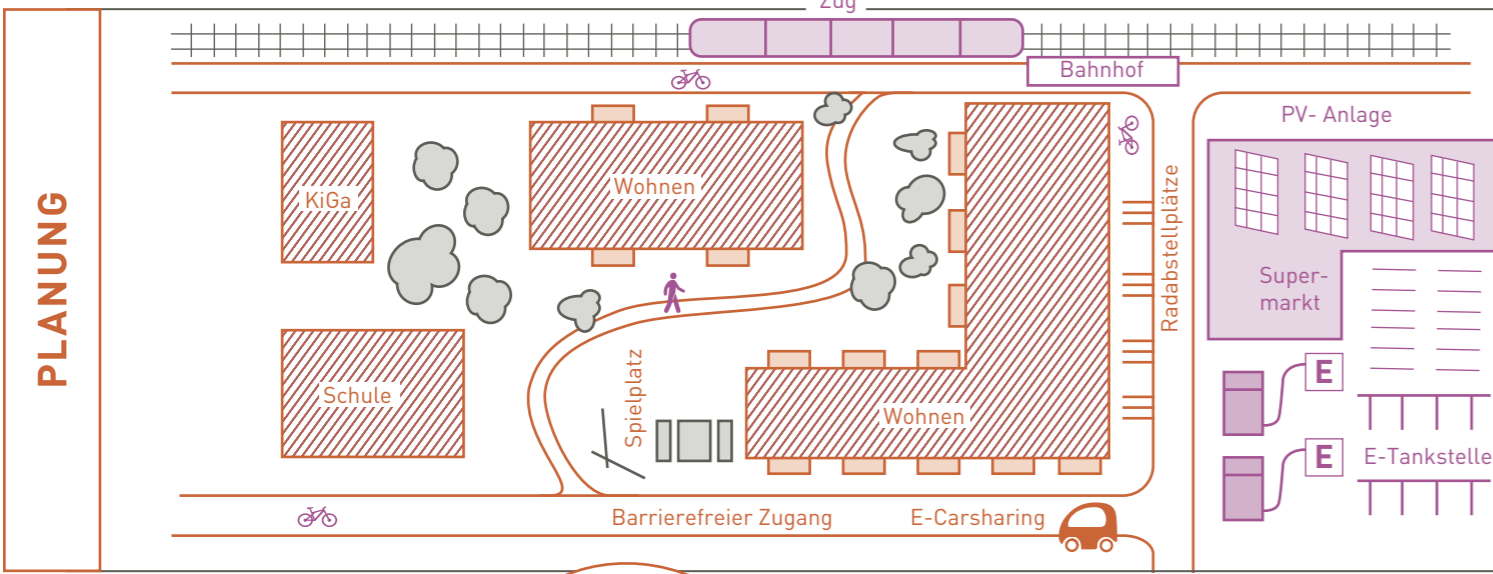 Zug
Bahnhof
PV- Anlage
PLANUNG
KiGa
Wohnen
Radabstellplätze
Super-
markt
Schule
Spielplatz
Wohnen
E
E
E-Tankstelle
Barrierefreier Zugang
E-Carsharing